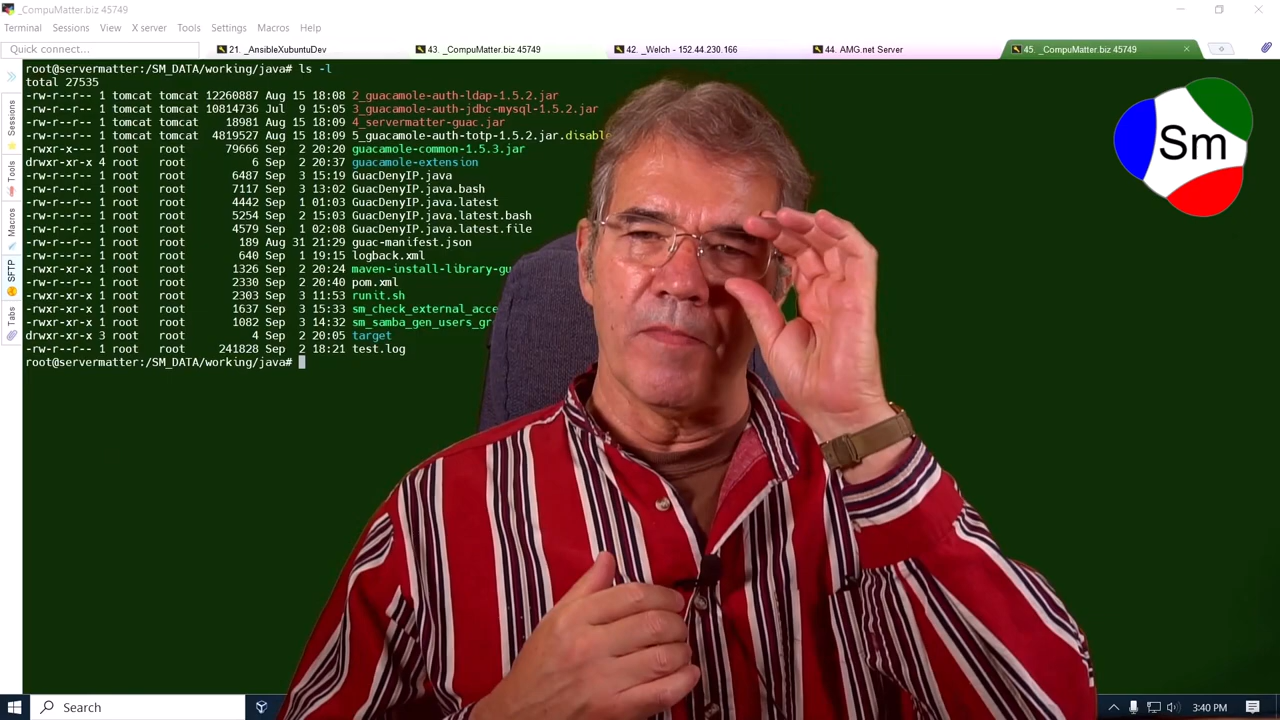 _CompuMatter.biz 45749
Terminal Sessions View X server Tools Settings Macros Help
Quick connect...
21. _AnsibleXubuntuDev
43. _CompuMatter.biz 45749
42. _Welch - 152.44.230.166
44. AMG.net Server
45. _CompuMatter.biz 45749
Sessions
Tools
Macros
SFTP
Tabs
root@servermatter:/SM_DATA/working/java# ls -l
total 27535
-rw-r--r-- 1 tomcat tomcat 12260887 Aug 15 18:08 2_guacamole-auth-ldap-1.5.2.jar
-rw-r--r-- 1 tomcat tomcat 10814736 Jul 9 15:05 3_guacamole-auth-jdbc-mysql-1.5.2.jar
-rw-r--r-- 1 tomcat tomcat 18981 Aug 15 18:09 4_servermatter-guac.jar
-rw-r--r-- 1 tomcat tomcat 4819527 Aug 15 18:09 5_guacamole-auth-totp-1.5.2.jar.disable
-rwxr-x--- 1 root root 79666 Sep 2 20:20 guacamole-common-1.5.3.jar
drwxr-xr-x 4 root root 6 Sep 2 20:37 guacamole-extension
-rw-r--r-- 1 root root 6487 Sep 3 15:19 GuacDenyIP.java
-rw-r--r-- 1 root root 7117 Sep 3 13:02 GuacDenyIP.java.bash
-rw-r--r-- 1 root root 4442 Sep 1 01:03 GuacDenyIP.java.latest
-rw-r--r-- 1 root root 5254 Sep 2 15:03 GuacDenyIP.java.latest.bash
-rw-r--r-- 1 root root 4579 Sep 1 02:08 GuacDenyIP.java.latest.file
-rw-r--r-- 1 root root 189 Aug 31 21:29 guac-manifest.json
-rw-r--r-- 1 root root 640 Sep 1 19:15 logback.xml
-rwxr-xr-x 1 root root 1326 Sep 2 20:24 maven-install-library-gu
-rw-r--r-- 1 root root 2330 Sep 2 20:40 pom.xml
-rwxr-xr-x 1 root root 2303 Sep 3 11:53 runit.sh
-rwxr-xr-x 1 root root 1637 Sep 3 15:33 sm_check_external_acce
-rwxr-xr-x 1 root root 1082 Sep 3 14:32 sm_samba_gen_users_gr
drwxr-xr-x 3 root root 4 Sep 2 20:05 target
-rw-r--r-- 1 root root 241828 Sep 2 18:21 test.log
root@servermatter:/SM_DATA/working/java#
Sm
Search
3:40 PM